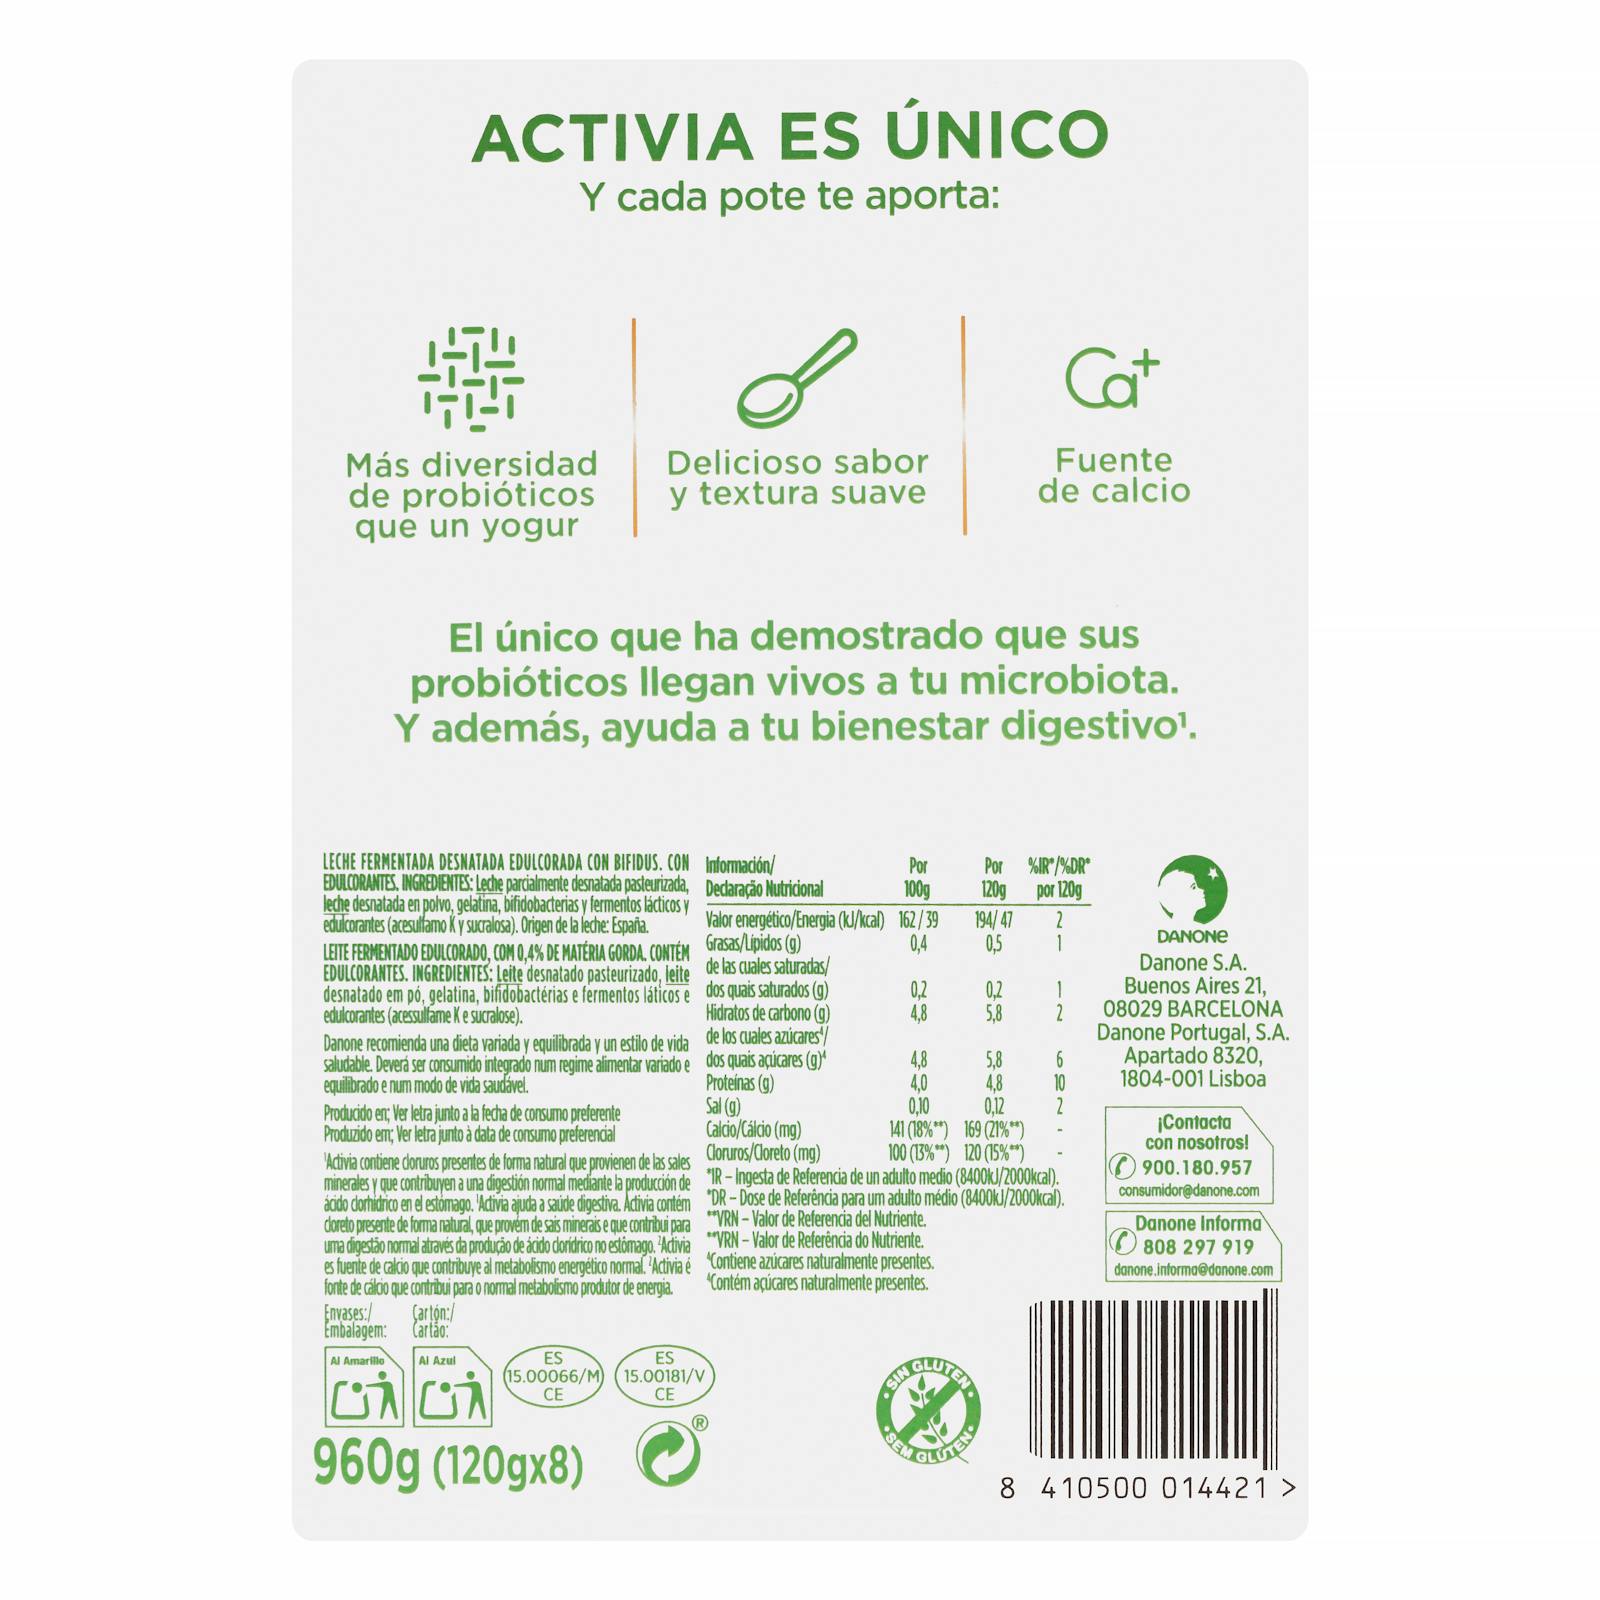 ACTIVIA ES ÚNICO
Y cada pote te aporta:
Más diversidad
de probióticos
que un yogur
Delicioso sabor
y textura suave
Ca+
Fuente
de calcio
El único que ha demostrado que sus
probióticos llegan vivos a tu microbiota.
Y además, ayuda a tu bienestar digestivo¹.
LECHE FERMENTADA DESNATADA EDULCORADA CON BIFIDUS. CON
EDULCORANTES. INGREDIENTES: Leche parcialmente desnatada pasteurizada,
leche desnatada en polvo, gelatina, bifidobacterias y fermentos lácticos y
edulcorantes (acesulfamo K y sucralosa). Origen de la leche: España.
LEITE FERMENTADO EDULCORADO, COM 0,4% DE MATÉRIA GORDA. CONTÉM
EDULCORANTES. INGREDIENTES: Leite desnatado pasteurizado, leite
desnatado em pó, gelatina, bifidobactérias e fermentos láticos e
edulcorantes (acessulfame K e sucralose).
Danone recomienda una dieta variada y equilibrada y un estilo de vida
saludable. Deverá ser consumido integrado num regime alimentar variado e
equilibrado e num modo de vida saudável.
Producido en; Ver letra junto a la fecha de consumo preferente
Produzido em; Ver letra junto à data de consumo preferencial
¹Activia contiene cloruros presentes de forma natural que provienen de las sales
minerales y que contribuyen a una digestión normal mediante la producción de
ácido clorhídrico en el estómago. ¹Activia ajuda a saúde digestiva. Activia contém
cloreto presente de forma natural, que provém de sais minerais e que contribui para
uma digestão normal através da produção de ácido clorídrico no estômago. ²Activia
es fuente de calcio que contribuye al metabolismo energético normal. ²Activia é
fonte de cálcio que contribui para o normal metabolismo produtor de energia.
Envases:/ Cartón:/
Embalagem: Cartão:
Al Amarillo
Al Azul
ES
15.00066/M
CE
ES
15.00181/V
CE
960g (120gx8)
®
Información/ Por Por %IR*/%DR*
Declaração Nutricional 100g 120g por 120g
Valor energético/Energia (kJ/kcal) 162 / 39 194/ 47 2
Grasas/Lípidos (g) 0,4 0,5 1
de las cuales saturadas/
dos quais saturados (g) 0,2 0,2 1
Hidratos de carbono (g) 4,8 5,8 2
de los cuales azúcares⁴/
dos quais açúcares (g)⁴ 4,8 5,8 6
Proteínas (g) 4,0 4,8 10
Sal (g) 0,10 0,12 2
Calcio/Cálcio (mg) 141 (18%**) 169 (21%**) -
Cloruros/Cloreto (mg) 100 (13%**) 120 (15%**) -
*IR – Ingesta de Referencia de un adulto medio (8400kJ/2000kcal).
*DR – Dose de Referência para um adulto médio (8400kJ/2000kcal).
**VRN – Valor de Referencia del Nutriente.
**VRN – Valor de Referência do Nutriente.
⁴Contiene azúcares naturalmente presentes.
⁴Contém açúcares naturalmente presentes.
DANONE
Danone S.A.
Buenos Aires 21,
08029 BARCELONA
Danone Portugal, S.A.
Apartado 8320,
1804-001 Lisboa
¡Contacta
con nosotros!
900.180.957
consumidor@danone.com
Danone Informa
808 297 919
danone.informa@danone.com
SIN GLUTEN
SEM GLÚTEN
8 410500 014421 >